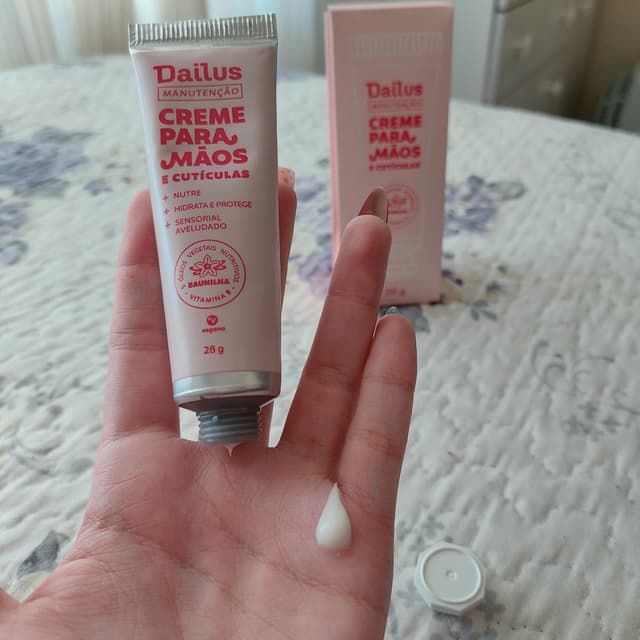 Dailus
MANUTENÇÃO
CREME
PARA
MÃOS
E CUTÍCULAS
+ NUTRE
+ HIDRATA E PROTEGE
+ SENSORIAL
AVELUDADO
ÓLEOS VEGETAIS NUTRITIVOS
BAUNILHA
VITAMINA
vegano
28 g
Dailus
MANUTENÇÃO
CREME
PARA
MÃOS
E CUTÍCULAS